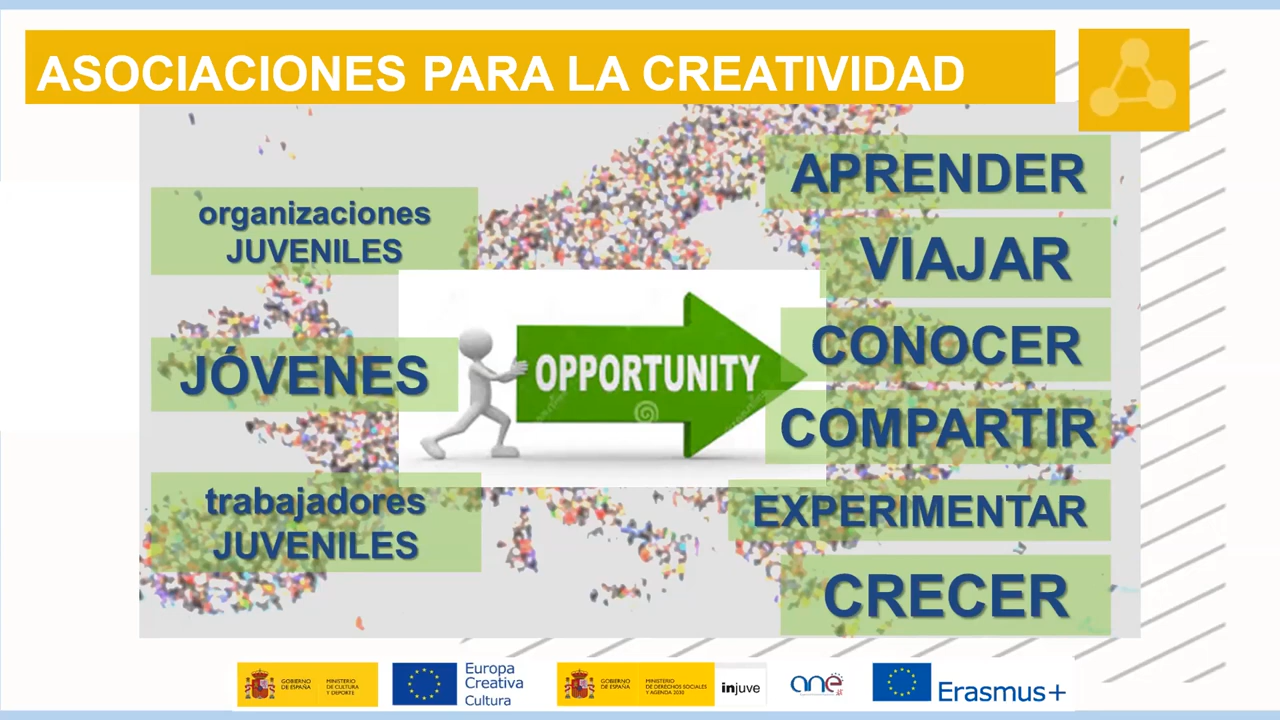 ASOCIACIONES PARA LA CREATIVIDAD
organizaciones
JUVENILES
JÓVENES
trabajadores
JUVENILES
OPPORTUNITY
APRENDER
VIAJAR
CONOCER
COMPARTIR
EXPERIMENTAR
CRECER
GOBIERNO
DE ESPAÑA
MINISTERIO
DE CULTURA
Y DEPORTE
Europa
Creativa
Cultura
GOBIERNO
DE ESPAÑA
MINISTERIO
DE DERECHOS SOCIALES
Y AGENDA 2030
injuve
ane
Erasmus+